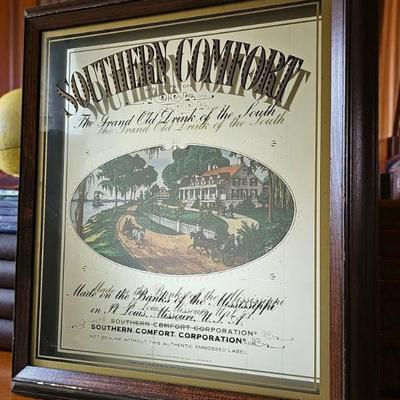 SOUTHERN COMFORT
The Grand Old Drink of the South
Made on the Banks of the Mississippi
in St. Louis, Missouri, U.S.A.
SOUTHERN COMFORT CORPORATION®
NOT GENUINE WITHOUT THIS AUTHENTIC EMBOSSED LABEL